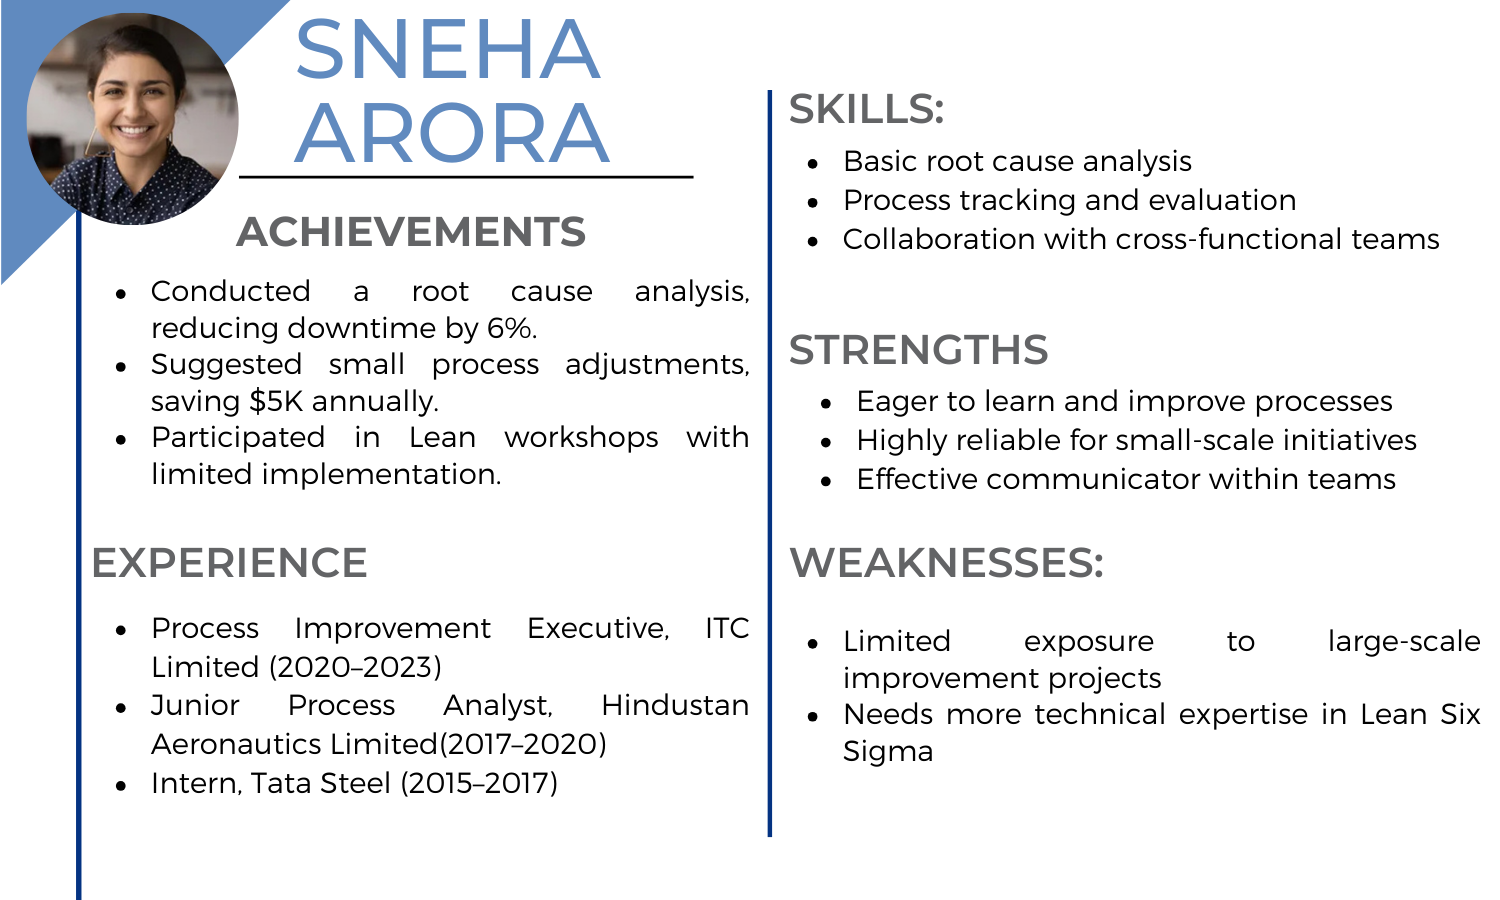 SNEHA
ARORA
ACHIEVEMENTS
• Conducted a root cause analysis,
reducing downtime by 6%.
• Suggested small process adjustments,
saving $5K annually.
• Participated in Lean workshops with
limited implementation.
EXPERIENCE
• Process Improvement Executive, ITC
Limited (2020–2023)
• Junior Process Analyst, Hindustan
Aeronautics Limited(2017–2020)
• Intern, Tata Steel (2015–2017)
SKILLS:
• Basic root cause analysis
• Process tracking and evaluation
• Collaboration with cross-functional teams
STRENGTHS
• Eager to learn and improve processes
• Highly reliable for small-scale initiatives
• Effective communicator within teams
WEAKNESSES:
• Limited exposure to large-scale
improvement projects
• Needs more technical expertise in Lean Six
Sigma